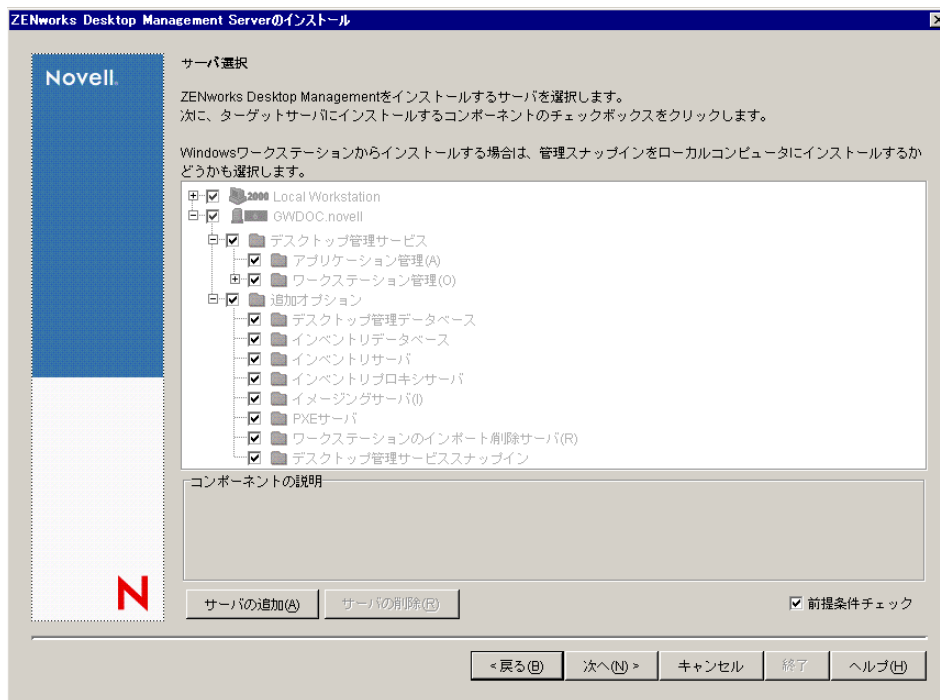 ZENworks Desktop Management Serverのインストール
Novell.
サーバ選択
ZENworks Desktop Managementをインストールするサーバを選択します。
次に、ターゲットサーバにインストールするコンポーネントのチェックボックスをクリックします。
Windowsワークステーションからインストールする場合は、管理スナップインをローカルコンピュータにインストールするか
どうかも選択します。
2000 Local Workstation
GWDOC.novell
デスクトップ管理サービス
アプリケーション管理(A)
ワークステーション管理(O)
追加オプション
デスクトップ管理データベース
インベントリデータベース
インベントリサーバ
インベントリプロキシサーバ
イメージングサーバ(I)
PXEサーバ
ワークステーションのインポート/削除サーバ(R)
デスクトップ管理サービススナップイン
コンポーネントの説明
N
サーバの追加(A) サーバの削除(R) 前提条件チェック
<戻る(B) 次へ(N)> キャンセル 終了 ヘルプ(H)